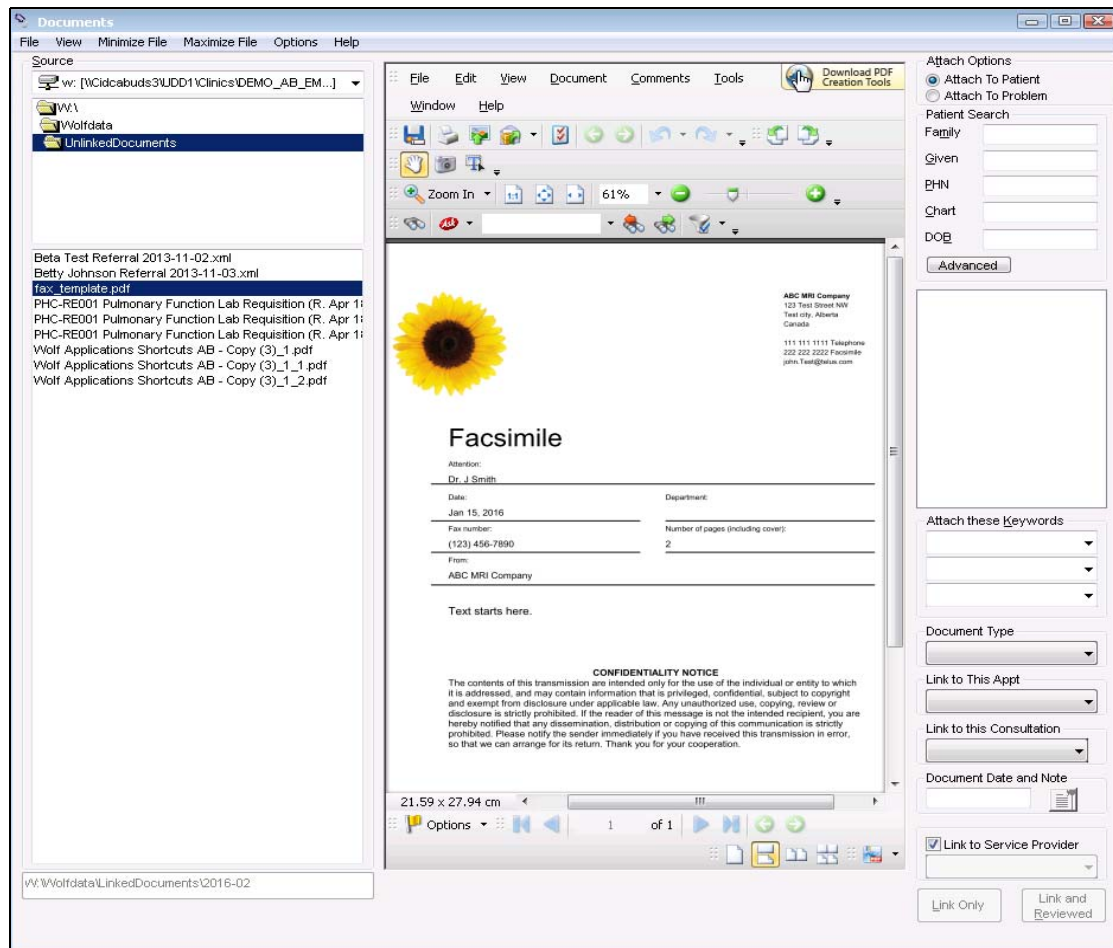 Documents
File View Minimize File Maximize File Options Help
Source
w: [\\Cidcabuds3\UDD1\Clinics\DEMO_AB_EM...]
W:\
Wolfdata
UnlinkedDocuments
Beta Test Referral 2013-11-02.xml
Betty Johnson Referral 2013-11-03.xml
fax_template.pdf
PHC-RE001 Pulmonary Function Lab Requisition (R. Apr 18
PHC-RE001 Pulmonary Function Lab Requisition (R. Apr 18
PHC-RE001 Pulmonary Function Lab Requisition (R. Apr 18
Wolf Applications Shortcuts AB - Copy (3)_1.pdf
Wolf Applications Shortcuts AB - Copy (3)_1_1.pdf
Wolf Applications Shortcuts AB - Copy (3)_1_2.pdf
W:\Wolfdata\LinkedDocuments\2016-02
File Edit View Document Comments Tools
Download PDF
Creation Tools
Window Help
Zoom In 1:1 61%
ABC MRI Company
123 Test Street NW
Test city, Alberta
Canada
111 111 1111 Telephone
222 222 2222 Facsimile
john.Test@telus.com
Facsimile
Attention:
Dr. J Smith
Date: Department:
Jan 15, 2016
Fax number: Number of pages (including cover):
(123) 456-7890 2
From:
ABC MRI Company
Text starts here.
CONFIDENTIALITY NOTICE
The contents of this transmission are intended only for the use of the individual or entity to which
it is addressed, and may contain information that is privileged, confidential, subject to copyright
and exempt from disclosure under applicable law. Any unauthorized use, copying, review or
disclosure is strictly prohibited. If the reader of this message is not the intended recipient, you are
hereby notified that any dissemination, distribution or copying of this communication is strictly
prohibited. Please notify the sender immediately if you have received this transmission in error,
so that we can arrange for its return. Thank you for your cooperation.
21.59 x 27.94 cm
Options 1 of 1
Attach Options
Attach To Patient
Attach To Problem
Patient Search
Family
Given
PHN
Chart
DOB
Advanced
Attach these Keywords
Document Type
Link to This Appt
Link to this Consultation
Document Date and Note
Link to Service Provider
Link Only
Link and
Reviewed